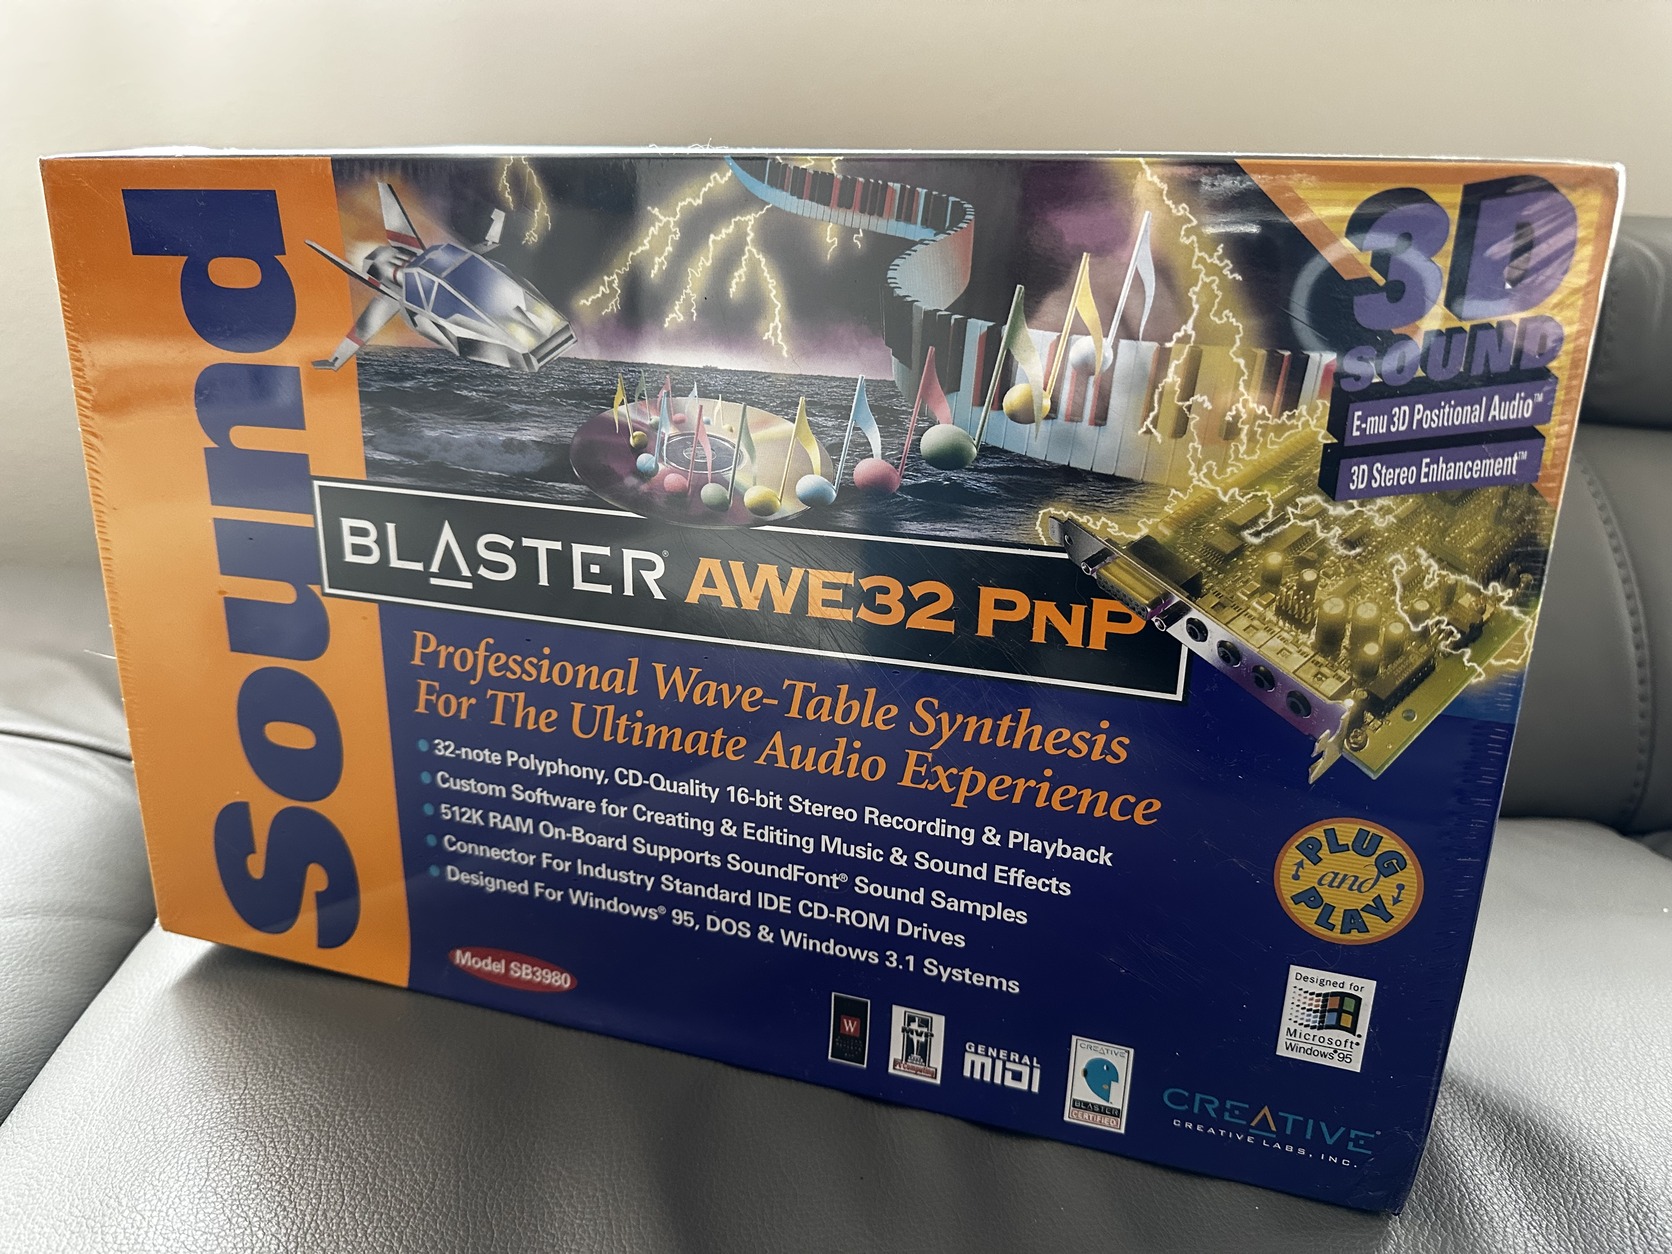 Sound
BLASTER® AWE32 PNP
3D
SOUND
E-mu 3D Positional Audio™
3D Stereo Enhancement™
Professional Wave-Table Synthesis
For The Ultimate Audio Experience
• 32-note Polyphony, CD-Quality 16-bit Stereo Recording & Playback
• Custom Software for Creating & Editing Music & Sound Effects
• 512K RAM On-Board Supports SoundFont® Sound Samples
• Connector For Industry Standard IDE CD-ROM Drives
• Designed For Windows® 95, DOS & Windows 3.1 Systems
Model SB3980
PLUG
and
PLAY
Designed for
Microsoft®
Windows®95
W
MVP
GENERAL
MIDI
CREATIVE
BLASTER
CERTIFIED
CREATIVE®
CREATIVE LABS, INC.